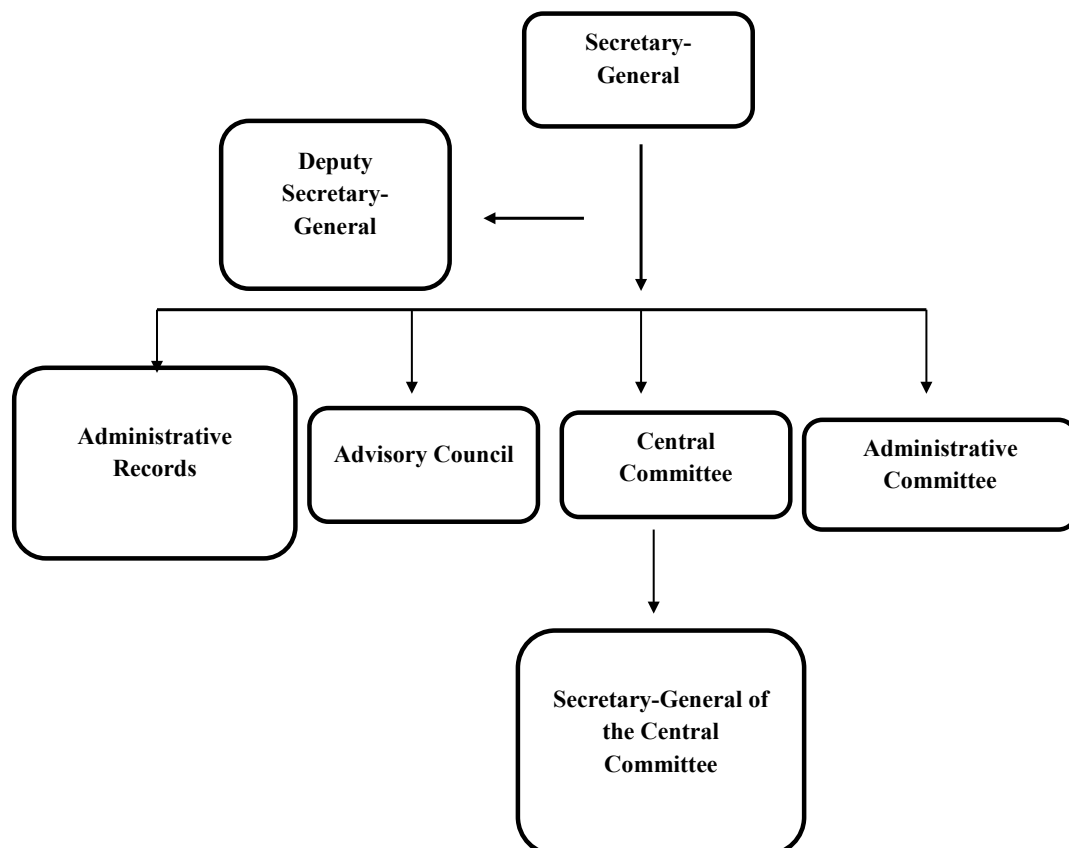 Secretary-
General
Deputy
Secretary-
General
Administrative
Records
Advisory Council
Central
Committee
Administrative
Committee
Secretary-General of
the Central
Committee